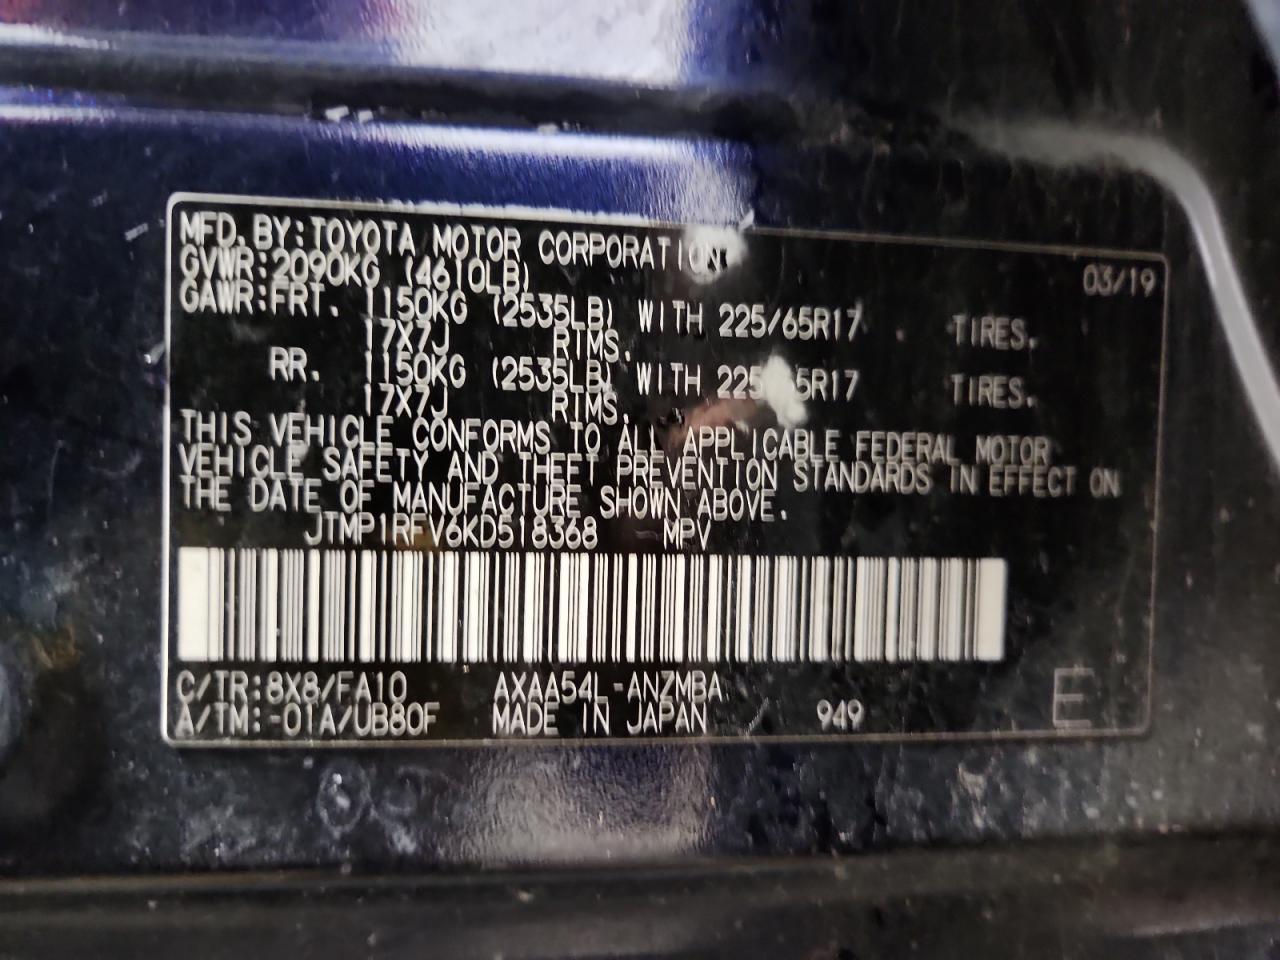 MFD. BY: TOYOTA MOTOR CORPORATION 03/19
GVWR: 2090KG (4610LB)
GAWR: FRT. 1150KG (2535LB) WITH 225/65R17 TIRES.
17X7J RIMS.
RR. 1150KG (2535LB) WITH 225/65R17 TIRES.
17X7J RIMS.
THIS VEHICLE CONFORMS TO ALL APPLICABLE FEDERAL MOTOR
VEHICLE SAFETY AND THEFT PREVENTION STANDARDS IN EFFECT ON
THE DATE OF MANUFACTURE SHOWN ABOVE.
JTMP1RFV6KD518368 MPV
C/TR: 8X8/FA10 AXAA54L-ANZMBA
A/TM: -01A/UB80F MADE IN JAPAN 949 E